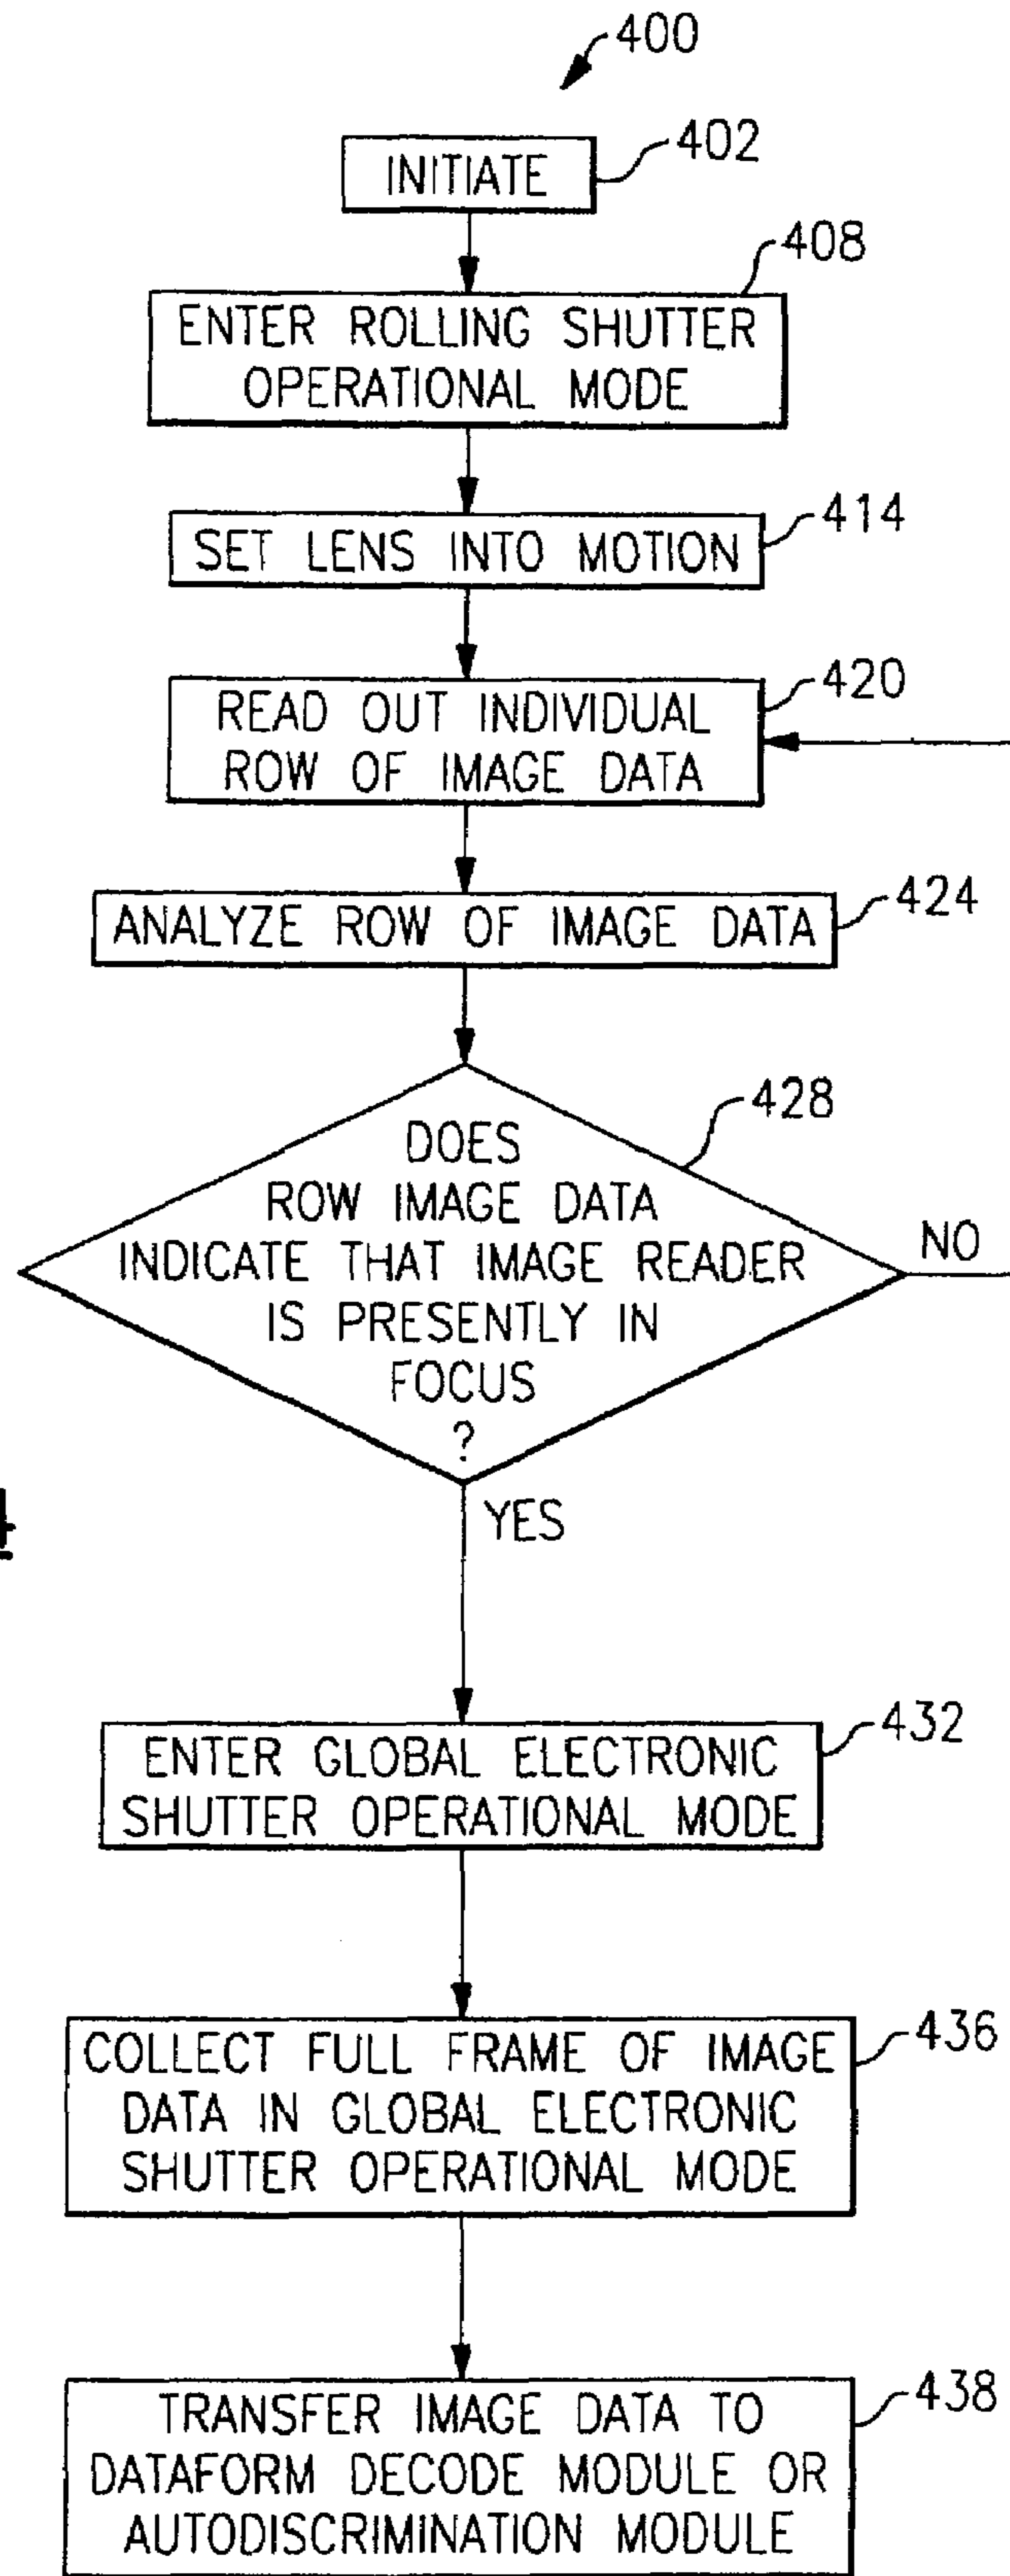 400
INITIATE
402
408
ENTER ROLLING SHUTTER
OPERATIONAL MODE
414
SET LENS INTO MOTION
420
READ OUT INDIVIDUAL
ROW OF IMAGE DATA
424
ANALYZE ROW OF IMAGE DATA
428
DOES
ROW IMAGE DATA
INDICATE THAT IMAGE READER
IS PRESENTLY IN
FOCUS
?
NO
YES
4
432
ENTER GLOBAL ELECTRONIC
SHUTTER OPERATIONAL MODE
436
COLLECT FULL FRAME OF IMAGE
DATA IN GLOBAL ELECTRONIC
SHUTTER OPERATIONAL MODE
438
TRANSFER IMAGE DATA TO
DATAFORM DECODE MODULE OR
AUTODISCRIMINATION MODULE